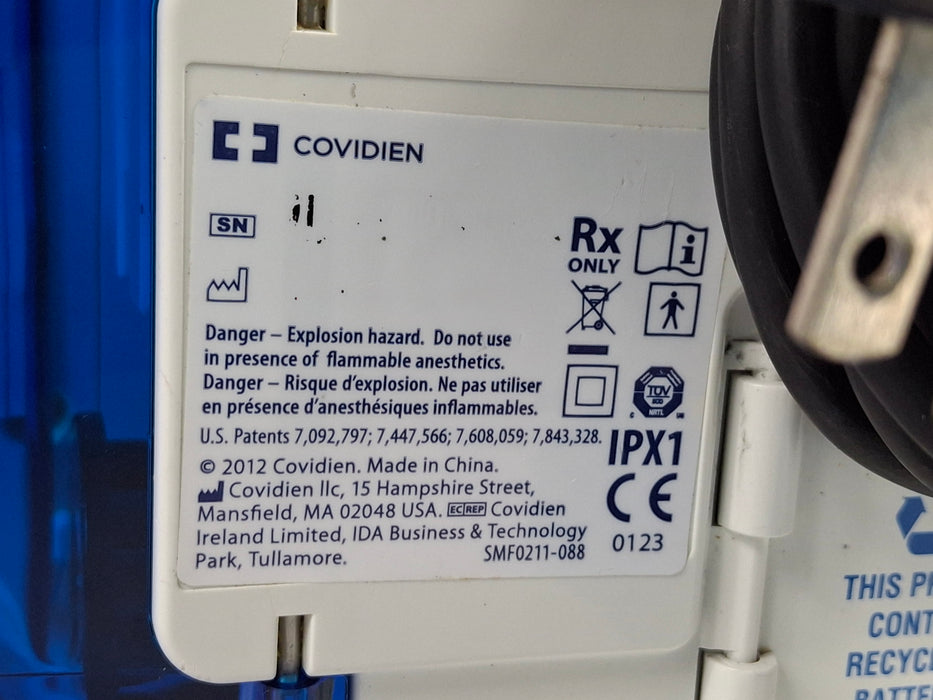 COVIDIEN
SN
Rx
ONLY
Danger – Explosion hazard. Do not use
in presence of flammable anesthetics.
Danger – Risque d'explosion. Ne pas utiliser
en présence d'anesthésiques inflammables.
TÜV
NRTL
U.S. Patents 7,092,797; 7,447,566; 7,608,059; 7,843,328.
IPX1
© 2012 Covidien. Made in China.
Covidien llc, 15 Hampshire Street,
Mansfield, MA 02048 USA. EC REP Covidien
Ireland Limited, IDA Business & Technology
Park, Tullamore.
SMF0211-088
CE
0123
THIS
CONT
RECYC
BATTE